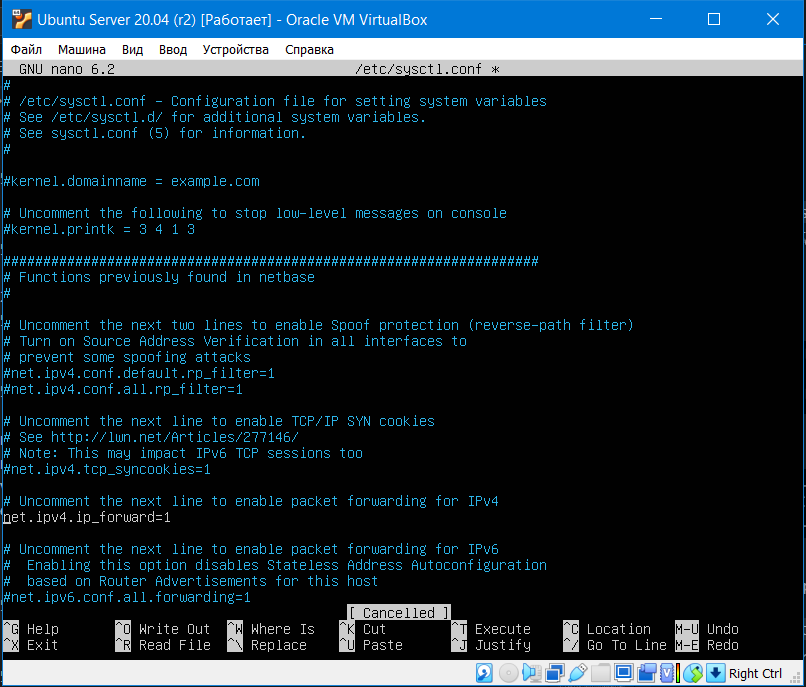 Ubuntu Server 20.04 (r2) [Работает] - Oracle VM VirtualBox
Файл Машина Вид Ввод Устройства Справка
GNU nano 6.2 /etc/sysctl.conf *
#
# /etc/sysctl.conf - Configuration file for setting system variables
# See /etc/sysctl.d/ for additional system variables.
# See sysctl.conf (5) for information.
#
#kernel.domainname = example.com
# Uncomment the following to stop low-level messages on console
#kernel.printk = 3 4 1 3
###################################################################
# Functions previously found in netbase
#
# Uncomment the next two lines to enable Spoof protection (reverse-path filter)
# Turn on Source Address Verification in all interfaces to
# prevent some spoofing attacks
#net.ipv4.conf.default.rp_filter=1
#net.ipv4.conf.all.rp_filter=1
# Uncomment the next line to enable TCP/IP SYN cookies
# See http://lwn.net/Articles/277146/
# Note: This may impact IPv6 TCP sessions too
#net.ipv4.tcp_syncookies=1
# Uncomment the next line to enable packet forwarding for IPv4
net.ipv4.ip_forward=1
# Uncomment the next line to enable packet forwarding for IPv6
#  Enabling this option disables Stateless Address Autoconfiguration
#  based on Router Advertisements for this host
#net.ipv6.conf.all.forwarding=1
[ Cancelled ]
^G Help ^O Write Out ^W Where Is ^K Cut ^T Execute ^C Location M-U Undo
^X Exit ^R Read File ^\ Replace ^U Paste ^J Justify ^/ Go To Line M-E Redo
Right Ctrl